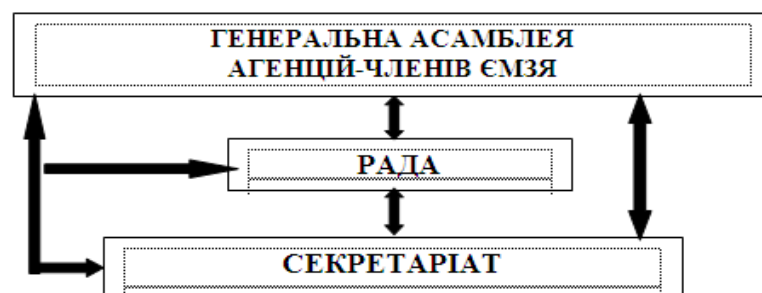 ГЕНЕРАЛЬНА АСАМБЛЕЯ
АГЕНЦІЙ-ЧЛЕНІВ ЄМЗЯ
РАДА
СЕКРЕТАРІАТ